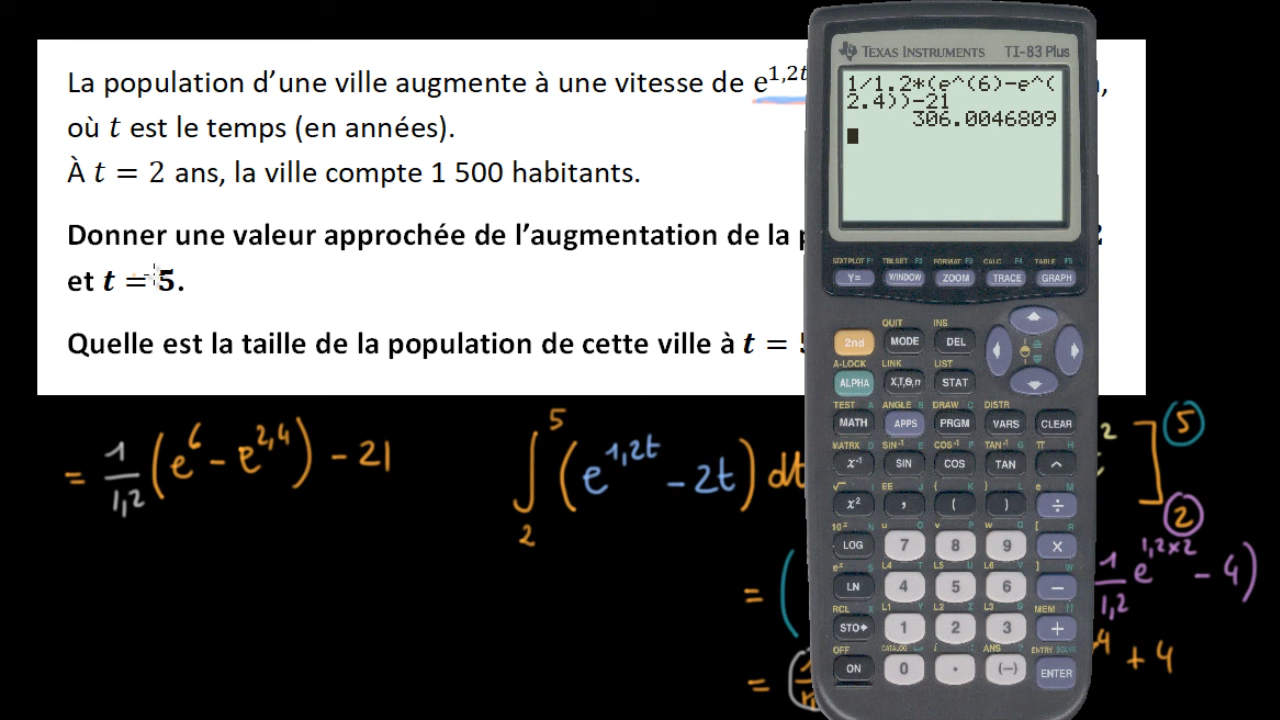 La population d’une ville augmente à une vitesse de e^1,2t
où t est le temps (en années).
À t = 2 ans, la ville compte 1 500 habitants.
Donner une valeur approchée de l’augmentation de la
et t = 5.
Quelle est la taille de la population de cette ville à t =
= 1/1,2 (e^6 - e^2,4) - 21
∫ 5 2 (e^1,2t - 2t) dt
] 5 2
= (
1/1,2 e^1,2×2 - 4)
=
+ 4
TEXAS INSTRUMENTS TI-83 Plus
1/1.2*(e^(6)-e^(
2.4))-21
306.0046809
STATPLOT F1 TBLSET F2 FORMAT F3 CALC F4 TABLE F5
Y= WINDOW ZOOM TRACE GRAPH
QUIT INS
2nd MODE DEL
A-LOCK LINK LIST
ALPHA X,T,Θ,n STAT
TEST A ANGLE B DRAW C DISTR
MATH APPS PRGM VARS CLEAR
MATRX D SIN⁻¹ E COS⁻¹ F TAN⁻¹ G π H
x⁻¹ SIN COS TAN ^
√ I EE J { K } L e M
x² , ( ) ÷
10ˣ N u O v P w Q [ R
LOG 7 8 9 ×
eˣ S L4 T L5 U L6 V ] W
LN 4 5 6 −
RCL X L1 Y L2 Z L3 θ MEM "
STO▸ 1 2 3 +
OFF CATALOG i : ANS ? ENTRY SOLVE
ON 0 . (−) ENTER